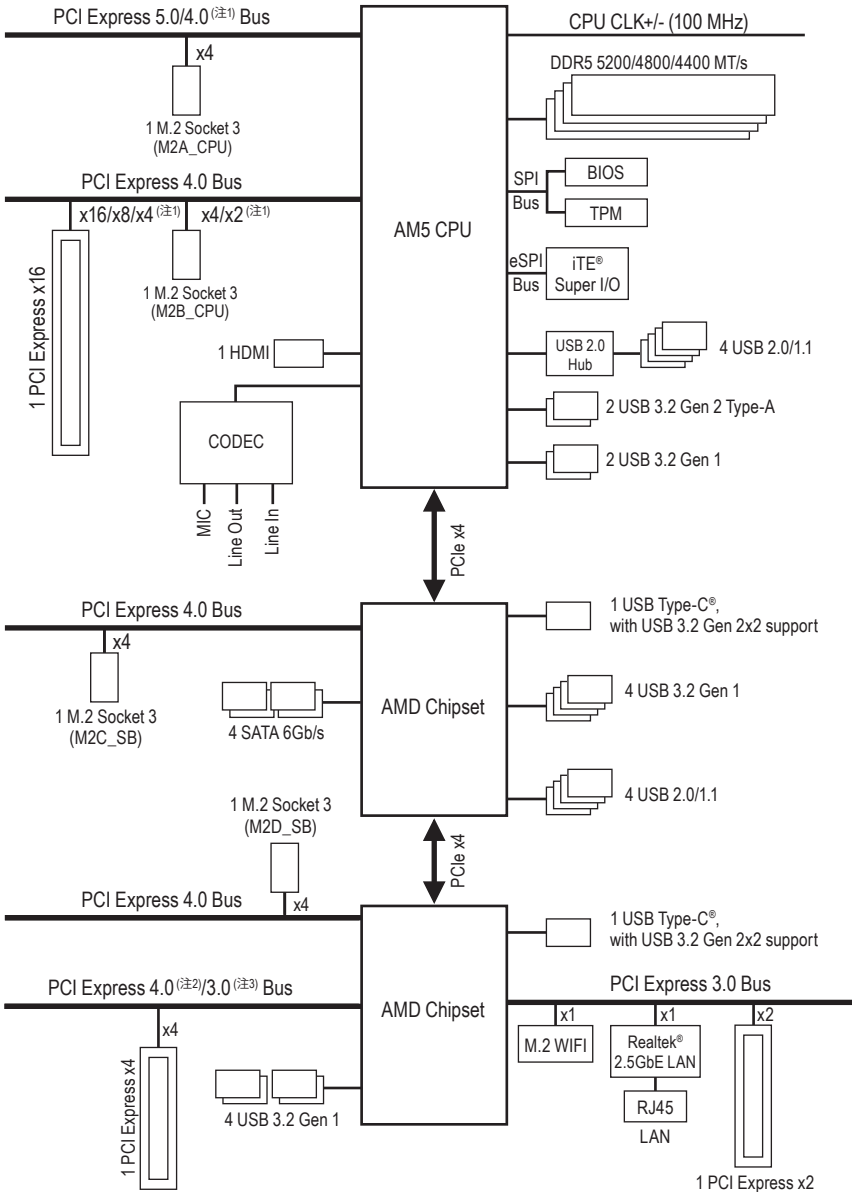 PCI Express 5.0/4.0 (注1) Bus
x4
1 M.2 Socket 3
(M2A_CPU)
PCI Express 4.0 Bus
x16/x8/x4 (注1)
x4/x2 (注1)
1 PCI Express x16
1 M.2 Socket 3
(M2B_CPU)
1 HDMI
CODEC
MIC
Line Out
Line In
AM5 CPU
CPU CLK+/- (100 MHz)
DDR5 5200/4800/4400 MT/s
SPI
Bus
BIOS
TPM
eSPI
Bus
iTE®
Super I/O
USB 2.0
Hub
4 USB 2.0/1.1
2 USB 3.2 Gen 2 Type-A
2 USB 3.2 Gen 1
PCIe x4
PCI Express 4.0 Bus
x4
1 M.2 Socket 3
(M2C_SB)
4 SATA 6Gb/s
AMD Chipset
1 USB Type-C®,
with USB 3.2 Gen 2x2 support
4 USB 3.2 Gen 1
4 USB 2.0/1.1
1 M.2 Socket 3
(M2D_SB)
PCIe x4
PCI Express 4.0 Bus
x4
PCI Express 4.0 (注2)/3.0 (注3) Bus
x4
1 PCI Express x4
4 USB 3.2 Gen 1
AMD Chipset
1 USB Type-C®,
with USB 3.2 Gen 2x2 support
PCI Express 3.0 Bus
x1
x1
x2
M.2 WIFI
Realtek®
2.5GbE LAN
RJ45
LAN
1 PCI Express x2